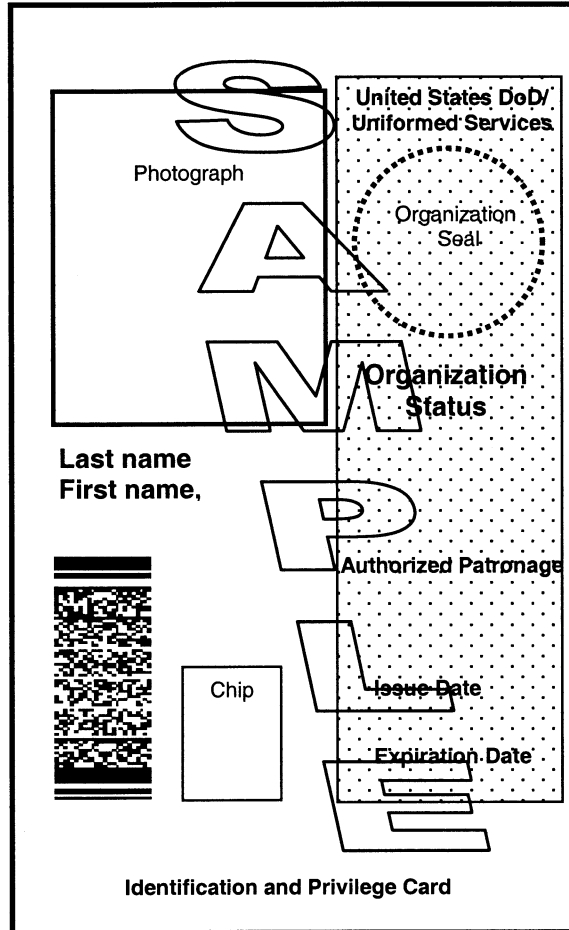 SAMPLE
United States DoD/
Uniformed Services
Photograph
Organization
Seal
Organization
Status
Last name
First name,
Authorized Patronage
Chip
Issue Date
Expiration Date
Identification and Privilege Card